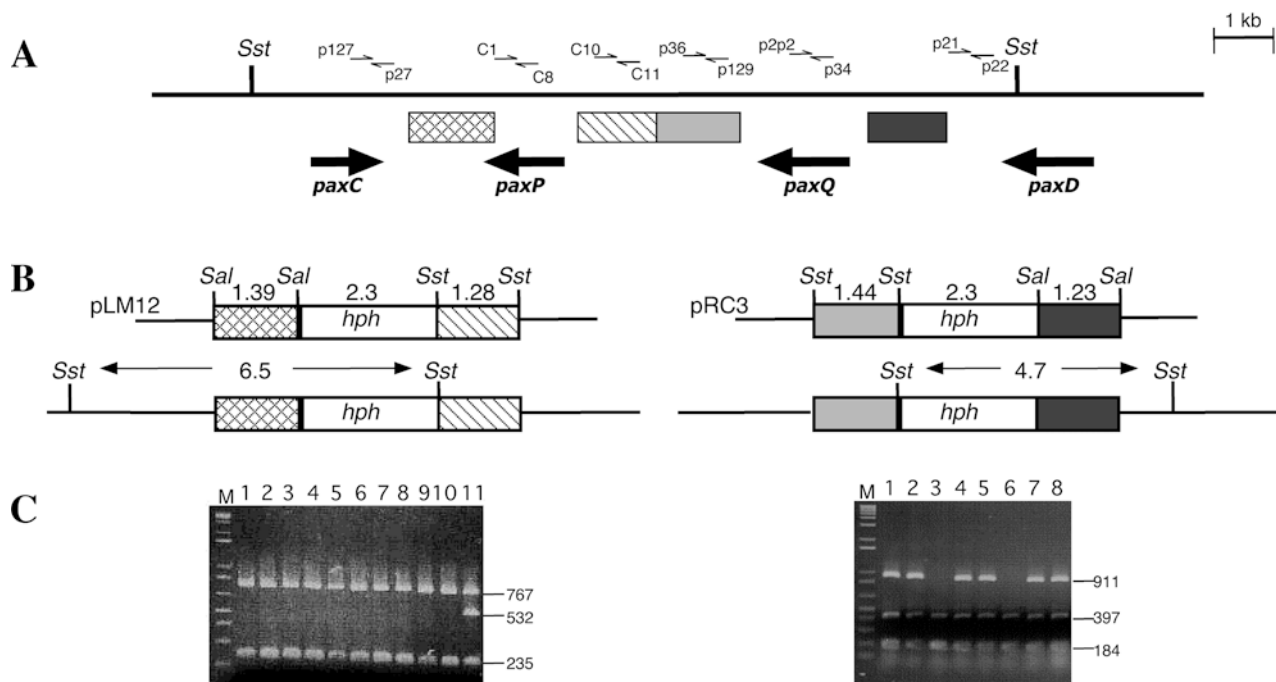 A
Sst
p127
p27
C1
C8
C10
C11
p36
p129
p2p2
p34
p21
p22
Sst
1 kb
paxC
paxP
paxQ
paxD
B
pLM12
Sal
Sal
Sst
Sst
1.39
2.3
1.28
hph
Sst
6.5
Sst
hph
pRC3
Sst
Sst
Sal
Sal
1.44
2.3
1.23
hph
Sst
4.7
Sst
hph
C
M 1 2 3 4 5 6 7 8 9 10 11
767
532
235
M 1 2 3 4 5 6 7 8
911
397
184